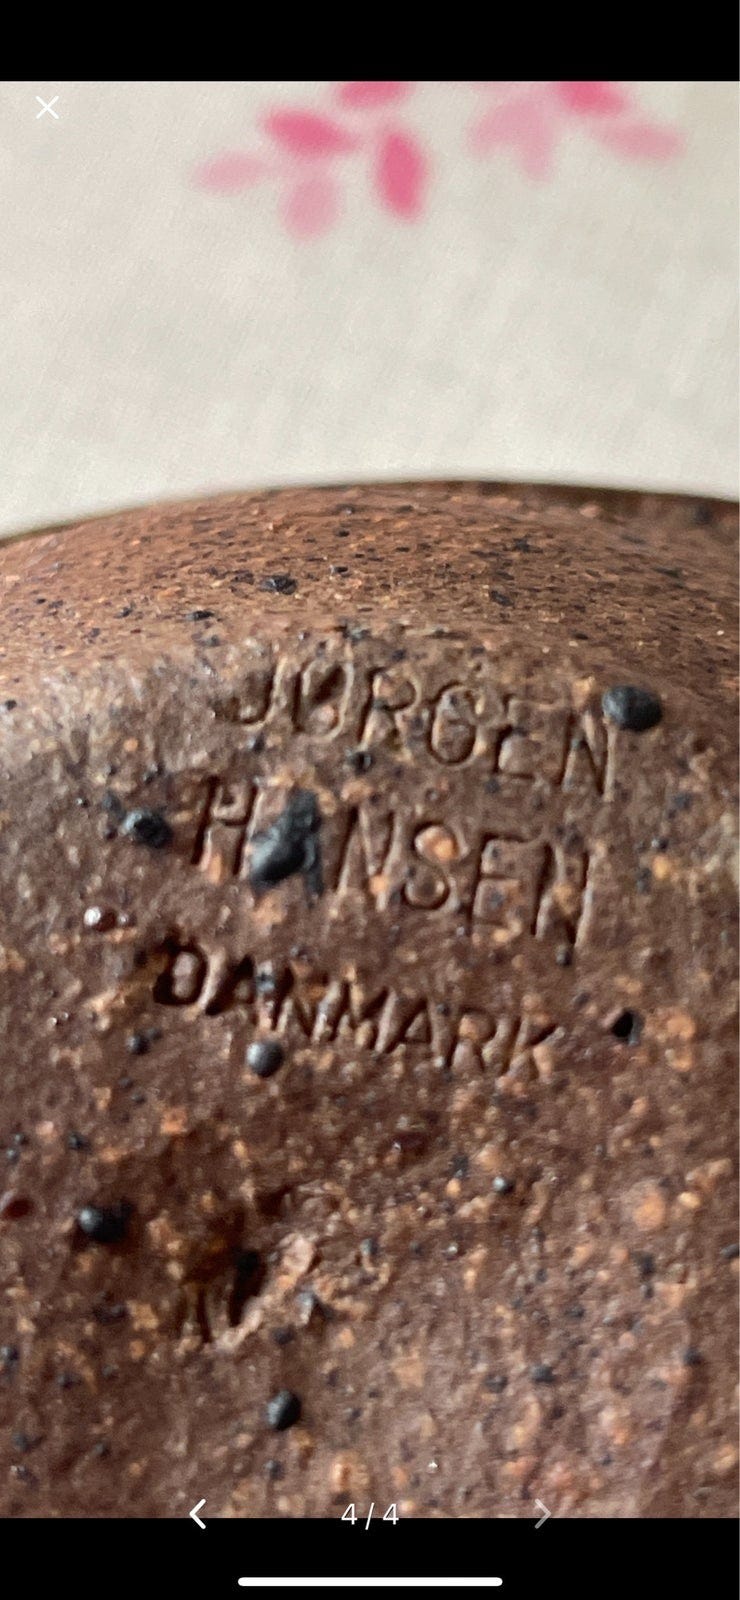 JØRGEN
HANSEN
DANMARK
4 / 4